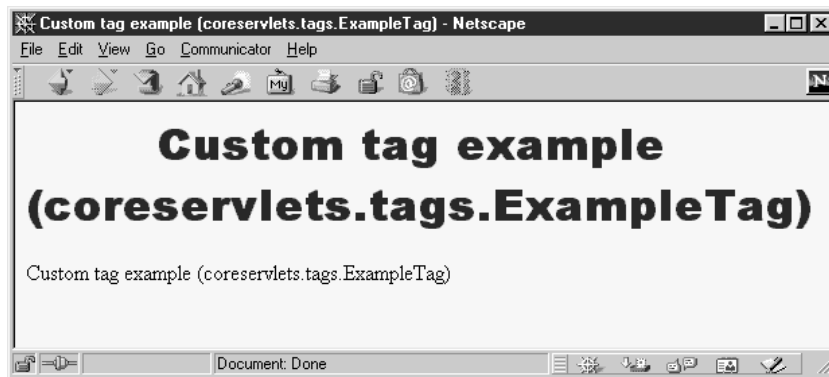 Custom tag example (coreservlets.tags.ExampleTag) - Netscape
File Edit View Go Communicator Help
My
N
Custom tag example
(coreservlets.tags.ExampleTag)
Custom tag example (coreservlets.tags.ExampleTag)
Document: Done